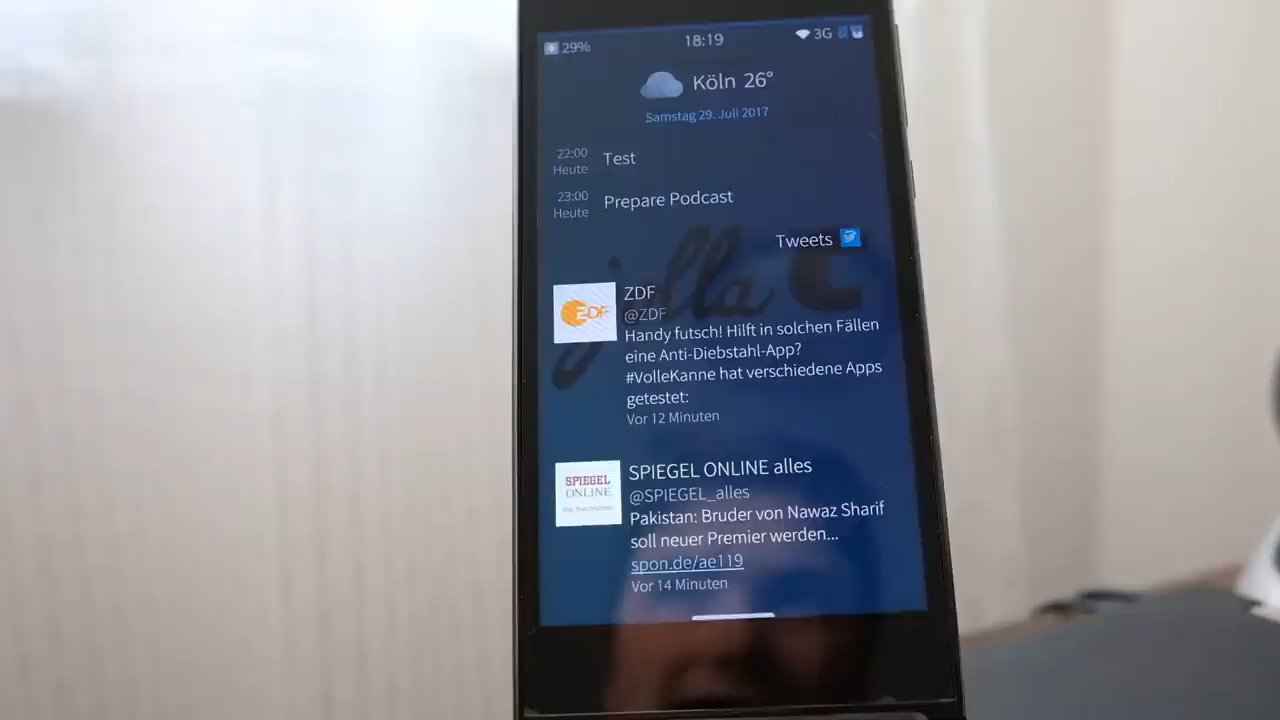 29% 18:19 3G
Köln 26°
Samstag 29. Juli 2017
22:00 Test
Heute
23:00 Prepare Podcast
Heute
Tweets
jolla C
ZDF
ZDF
@ZDF
Handy futsch! Hilft in solchen Fällen
eine Anti-Diebstahl-App?
#VolleKanne hat verschiedene Apps
getestet:
Vor 12 Minuten
SPIEGEL
ONLINE
SPIEGEL ONLINE alles
@SPIEGEL_alles
Pakistan: Bruder von Nawaz Sharif
soll neuer Premier werden...
spon.de/ae119
Vor 14 Minuten